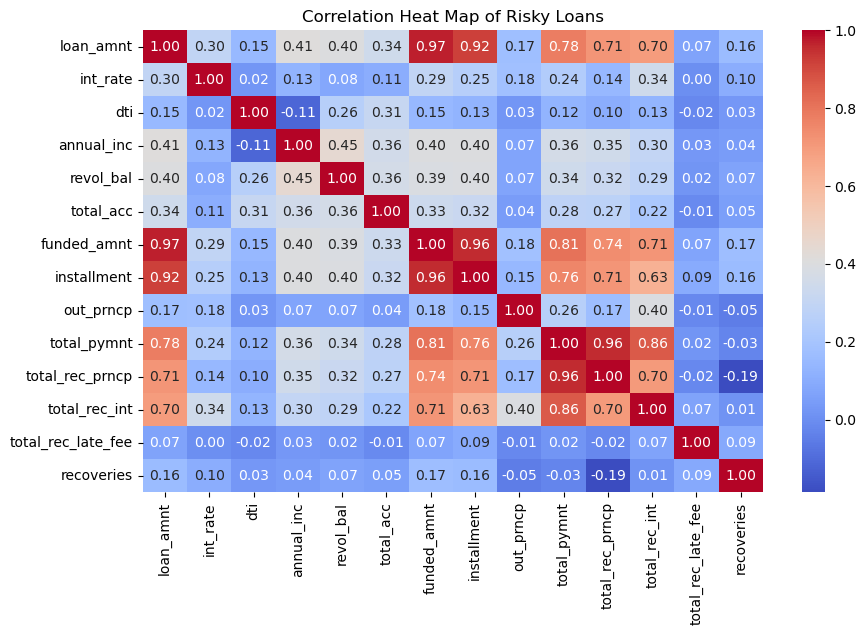 Correlation Heat Map of Risky Loans
loan_amnt 1.00 0.30 0.15 0.41 0.40 0.34 0.97 0.92 0.17 0.78 0.71 0.70 0.07 0.16
int_rate 0.30 1.00 0.02 0.13 0.08 0.11 0.29 0.25 0.18 0.24 0.14 0.34 0.00 0.10
dti 0.15 0.02 1.00 -0.11 0.26 0.31 0.15 0.13 0.03 0.12 0.10 0.13 -0.02 0.03
annual_inc 0.41 0.13 -0.11 1.00 0.45 0.36 0.40 0.40 0.07 0.36 0.35 0.30 0.03 0.04
revol_bal 0.40 0.08 0.26 0.45 1.00 0.36 0.39 0.40 0.07 0.34 0.32 0.29 0.02 0.07
total_acc 0.34 0.11 0.31 0.36 0.36 1.00 0.33 0.32 0.04 0.28 0.27 0.22 -0.01 0.05
funded_amnt 0.97 0.29 0.15 0.40 0.39 0.33 1.00 0.96 0.18 0.81 0.74 0.71 0.07 0.17
installment 0.92 0.25 0.13 0.40 0.40 0.32 0.96 1.00 0.15 0.76 0.71 0.63 0.09 0.16
out_prncp 0.17 0.18 0.03 0.07 0.07 0.04 0.18 0.15 1.00 0.26 0.17 0.40 -0.01 -0.05
total_pymnt 0.78 0.24 0.12 0.36 0.34 0.28 0.81 0.76 0.26 1.00 0.96 0.86 0.02 -0.03
total_rec_prncp 0.71 0.14 0.10 0.35 0.32 0.27 0.74 0.71 0.17 0.96 1.00 0.70 -0.02 -0.19
total_rec_int 0.70 0.34 0.13 0.30 0.29 0.22 0.71 0.63 0.40 0.86 0.70 1.00 0.07 0.01
total_rec_late_fee 0.07 0.00 -0.02 0.03 0.02 -0.01 0.07 0.09 -0.01 0.02 -0.02 0.07 1.00 0.09
recoveries 0.16 0.10 0.03 0.04 0.07 0.05 0.17 0.16 -0.05 -0.03 -0.19 0.01 0.09 1.00
loan_amnt
int_rate
dti
annual_inc
revol_bal
total_acc
funded_amnt
installment
out_prncp
total_pymnt
total_rec_prncp
total_rec_int
total_rec_late_fee
recoveries
1.0
0.8
0.6
0.4
0.2
0.0